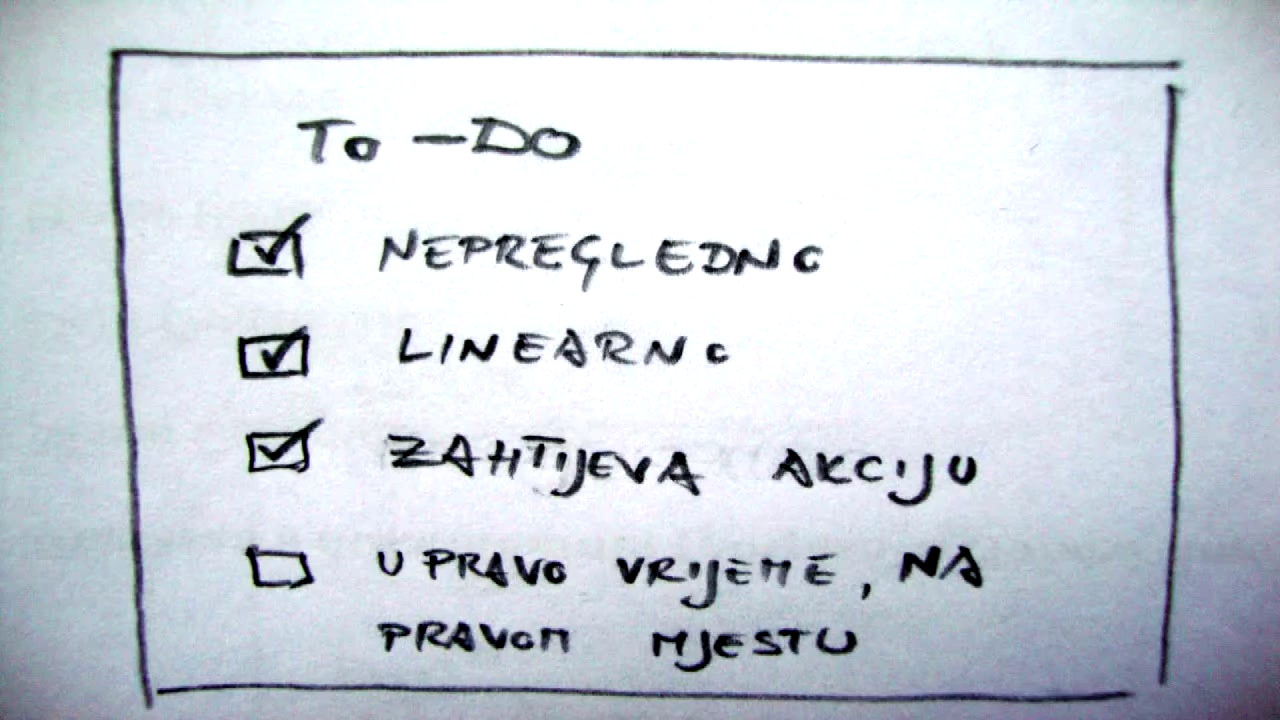 To-DO
NEPREGLEDNO
LINEARNO
ZAHTIJEVA AKCIJU
U PRAVO VRIJEME, NA
PRAVOM MJESTU